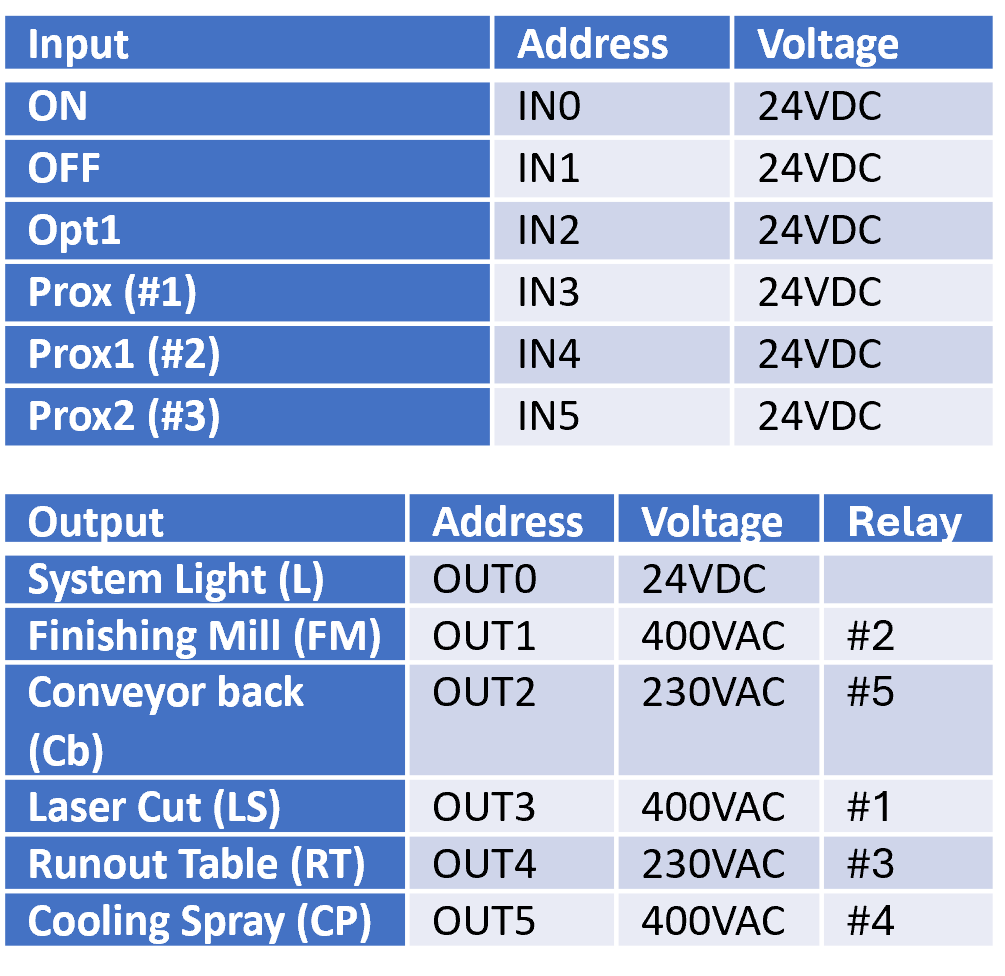 Input Address Voltage
ON IN0 24VDC
OFF IN1 24VDC
Opt1 IN2 24VDC
Prox (#1) IN3 24VDC
Prox1 (#2) IN4 24VDC
Prox2 (#3) IN5 24VDC
Output Address Voltage Relay
System Light (L) OUT0 24VDC
Finishing Mill (FM) OUT1 400VAC #2
Conveyor back OUT2 230VAC #5
(Cb)
Laser Cut (LS) OUT3 400VAC #1
Runout Table (RT) OUT4 230VAC #3
Cooling Spray (CP) OUT5 400VAC #4